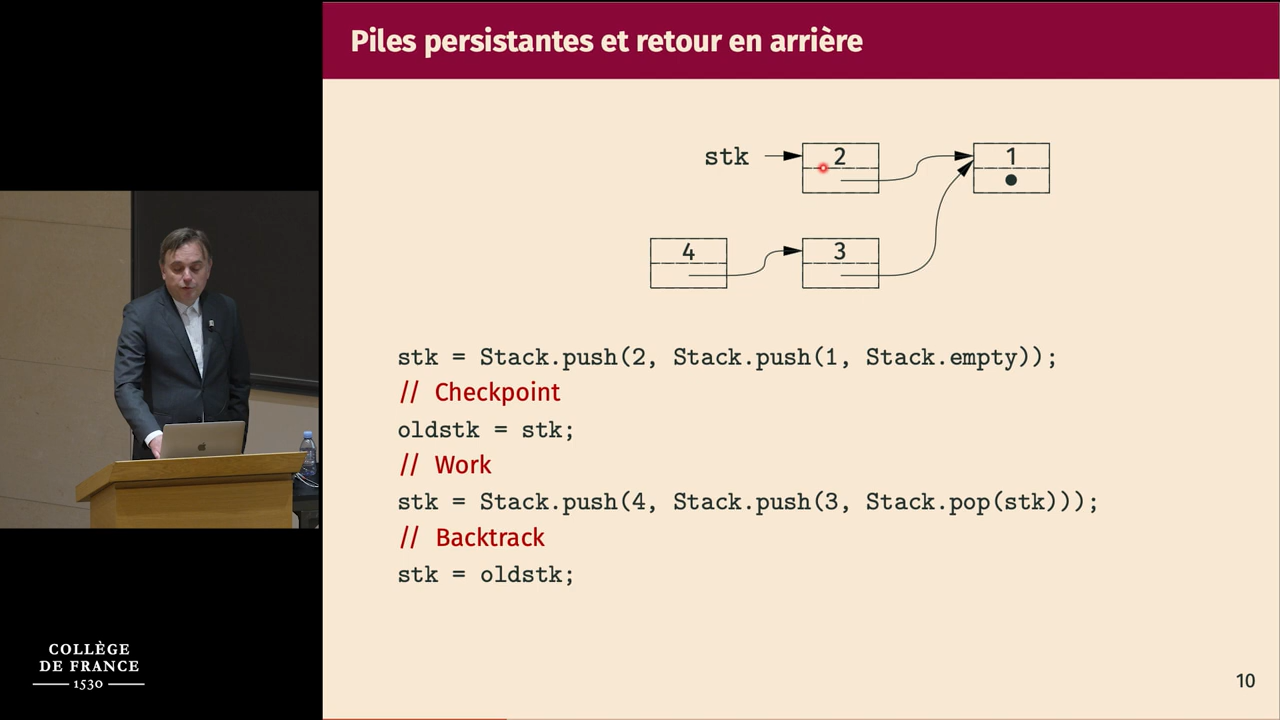 Piles persistantes et retour en arrière
stk
2
1
4
3
stk = Stack.push(2, Stack.push(1, Stack.empty));
// Checkpoint
oldstk = stk;
// Work
stk = Stack.push(4, Stack.push(3, Stack.pop(stk)));
// Backtrack
stk = oldstk;
COLLÈGE
DE FRANCE
1530
10